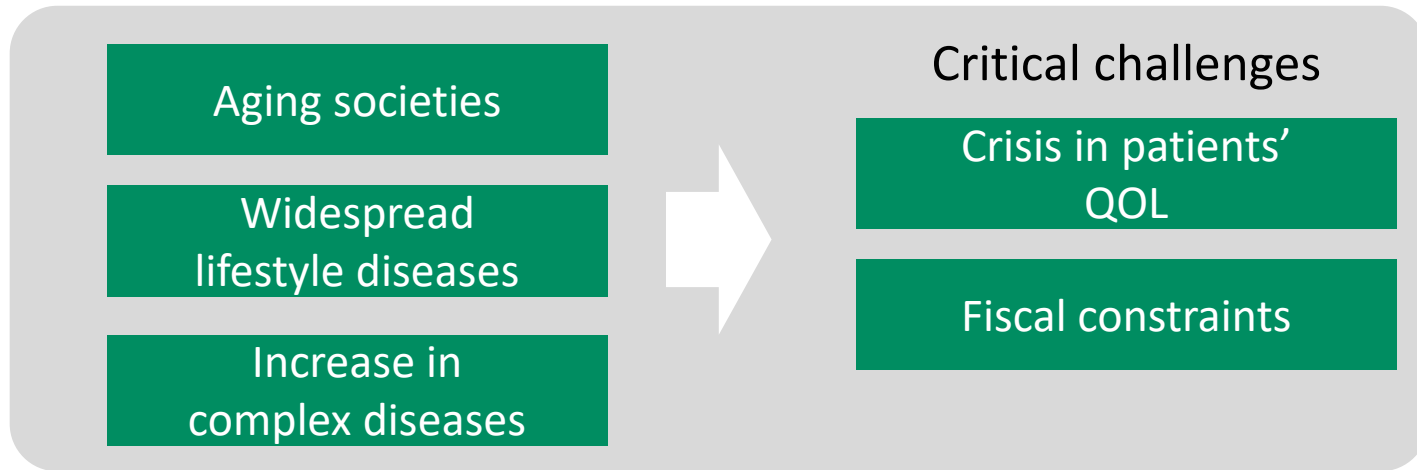 Aging societies
Widespread
lifestyle diseases
Increase in
complex diseases
Critical challenges
Crisis in patients’
QOL
Fiscal constraints